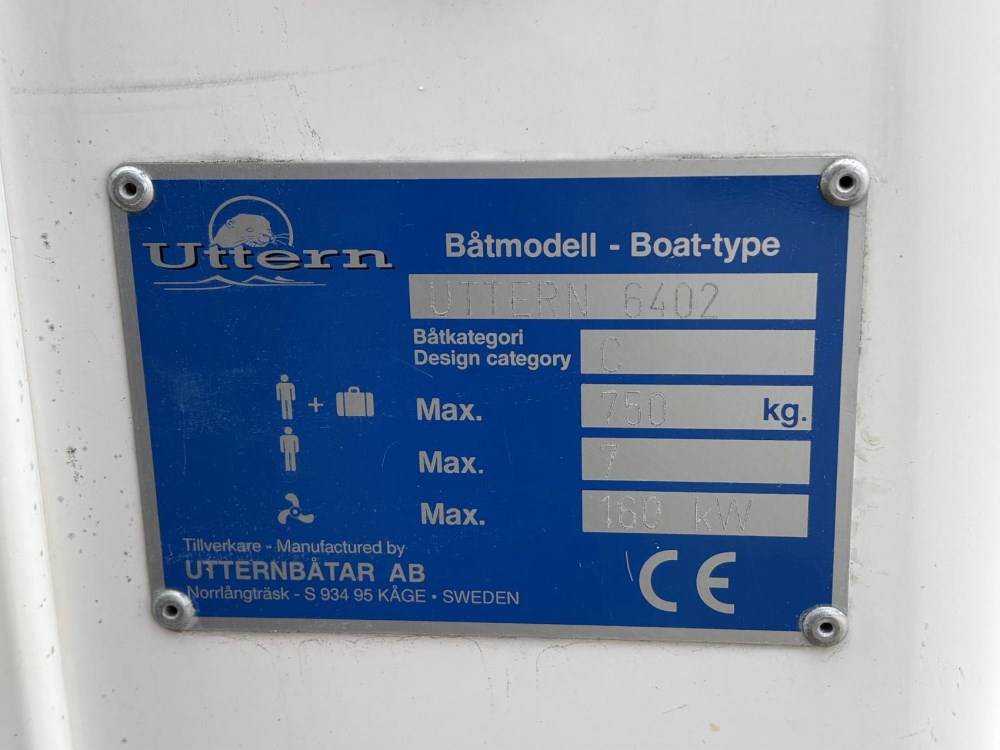 Uttern
Båtmodell - Boat-type
UTTERN 6402
Båtkategori
Design category C
+ Max. 750 kg.
Max. 7
Max. 160 kW
Tillverkare - Manufactured by
UTTERNBÅTAR AB
Norrlångträsk - S 934 95 KÅGE • SWEDEN
CE